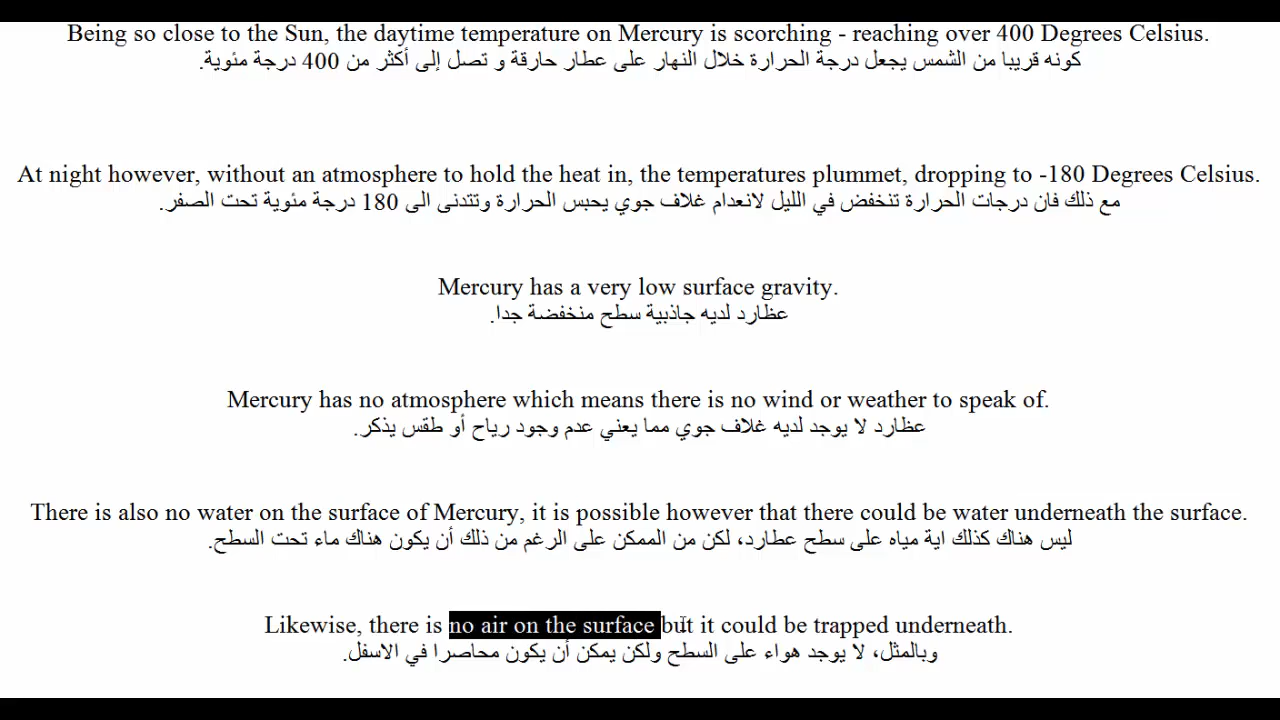 Being so close to the Sun, the daytime temperature on Mercury is scorching - reaching over 400 Degrees Celsius.
كونه قريبا من الشمس يجعل درجة الحرارة خلال النهار على عطار حارقة و تصل إلى أكثر من 400 درجة مئوية.
At night however, without an atmosphere to hold the heat in, the temperatures plummet, dropping to -180 Degrees Celsius.
مع ذلك فان درجات الحرارة تنخفض في الليل لانعدام غلاف جوي يحبس الحرارة وتتدنى الى 180 درجة مئوية تحت الصفر.
Mercury has a very low surface gravity.
عظارد لديه جاذبية سطح منخفضة جدا.
Mercury has no atmosphere which means there is no wind or weather to speak of.
عظارد لا يوجد لديه غلاف جوي مما يعني عدم وجود رياح أو طقس يذكر.
There is also no water on the surface of Mercury, it is possible however that there could be water underneath the surface.
ليس هناك كذلك اية مياه على سطح عطارد، لكن من الممكن على الرغم من ذلك أن يكون هناك ماء تحت السطح.
Likewise, there is no air on the surface but it could be trapped underneath.
وبالمثل، لا يوجد هواء على السطح ولكن يمكن أن يكون محاصرا في الاسفل.